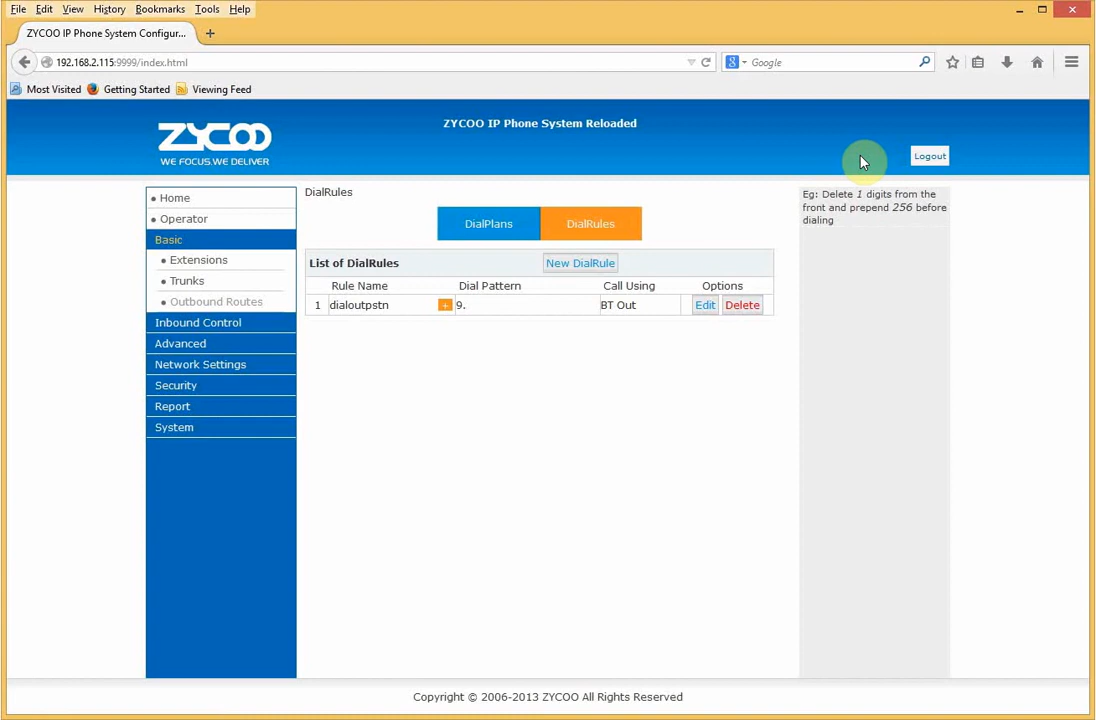 File Edit View History Bookmarks Tools Help
ZYCOO IP Phone System Configur... +
192.168.2.115:9999/index.html
Google
Most Visited Getting Started Viewing Feed
ZYCOO IP Phone System Reloaded
ZYCOO
WE FOCUS.WE DELIVER
Logout
Home
Operator
Basic
Extensions
Trunks
Outbound Routes
Inbound Control
Advanced
Network Settings
Security
Report
System
DialRules
DialPlans DialRules
List of DialRules New DialRule
Rule Name Dial Pattern Call Using Options
1 dialoutpstn + 9. BT Out Edit Delete
Eg: Delete 1 digits from the
front and prepend 256 before
dialing
Copyright © 2006-2013 ZYCOO All Rights Reserved